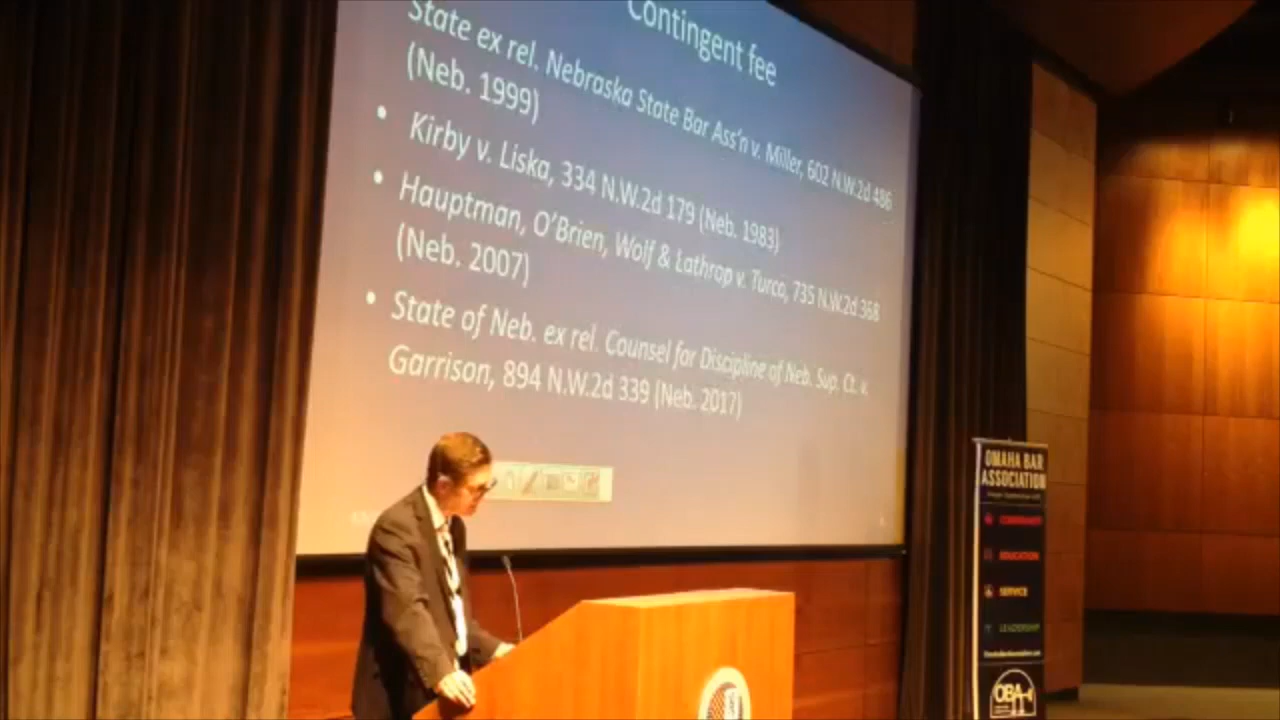 Contingent fee
State ex rel. Nebraska State Bar Ass'n v. Miller, 602 N.W.2d 486
(Neb. 1999)
• Kirby v. Liska, 334 N.W.2d 179 (Neb. 1983)
• Hauptman, O'Brien, Wolf & Lathrop v. Turco, 735 N.W.2d 368
(Neb. 2007)
• State of Neb. ex rel. Counsel for Discipline of Neb. Sup. Ct. v.
Garrison, 894 N.W.2d 339 (Neb. 2017)
OMAHA BAR
ASSOCIATION
COMMUNITY
EDUCATION
SERVICE
LEADERSHIP
OBA